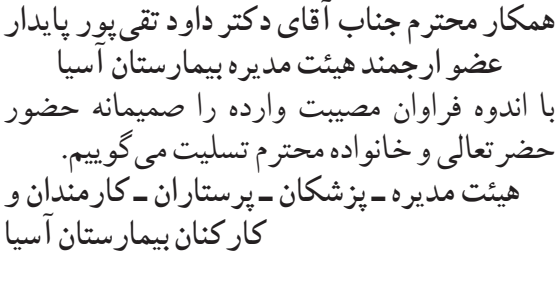 همکار محترم جناب آقای دکتر داود تقی‌پور پایدار
عضو ارجمند هیئت مدیره بیمارستان آسیا
با اندوه فراوان مصیبت وارده را صمیمانه حضور
حضرتعالی و خانواده محترم تسلیت می‌گوییم.
هیئت مدیره ـ پزشکان ـ پرستاران ـ کارمندان و
کارکنان بیمارستان آسیا